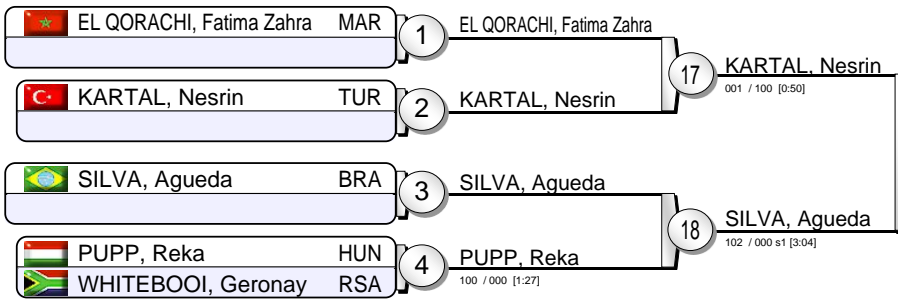 EL QORACHI, Fatima Zahra MAR
1
EL QORACHI, Fatima Zahra
17
KARTAL, Nesrin
001 / 100 [0:50]
KARTAL, Nesrin TUR
2
KARTAL, Nesrin
SILVA, Agueda BRA
3
SILVA, Agueda
18
SILVA, Agueda
102 / 000 s1 [3:04]
PUPP, Reka HUN
WHITEBOOI, Geronay RSA
4
PUPP, Reka
100 / 000 [1:27]